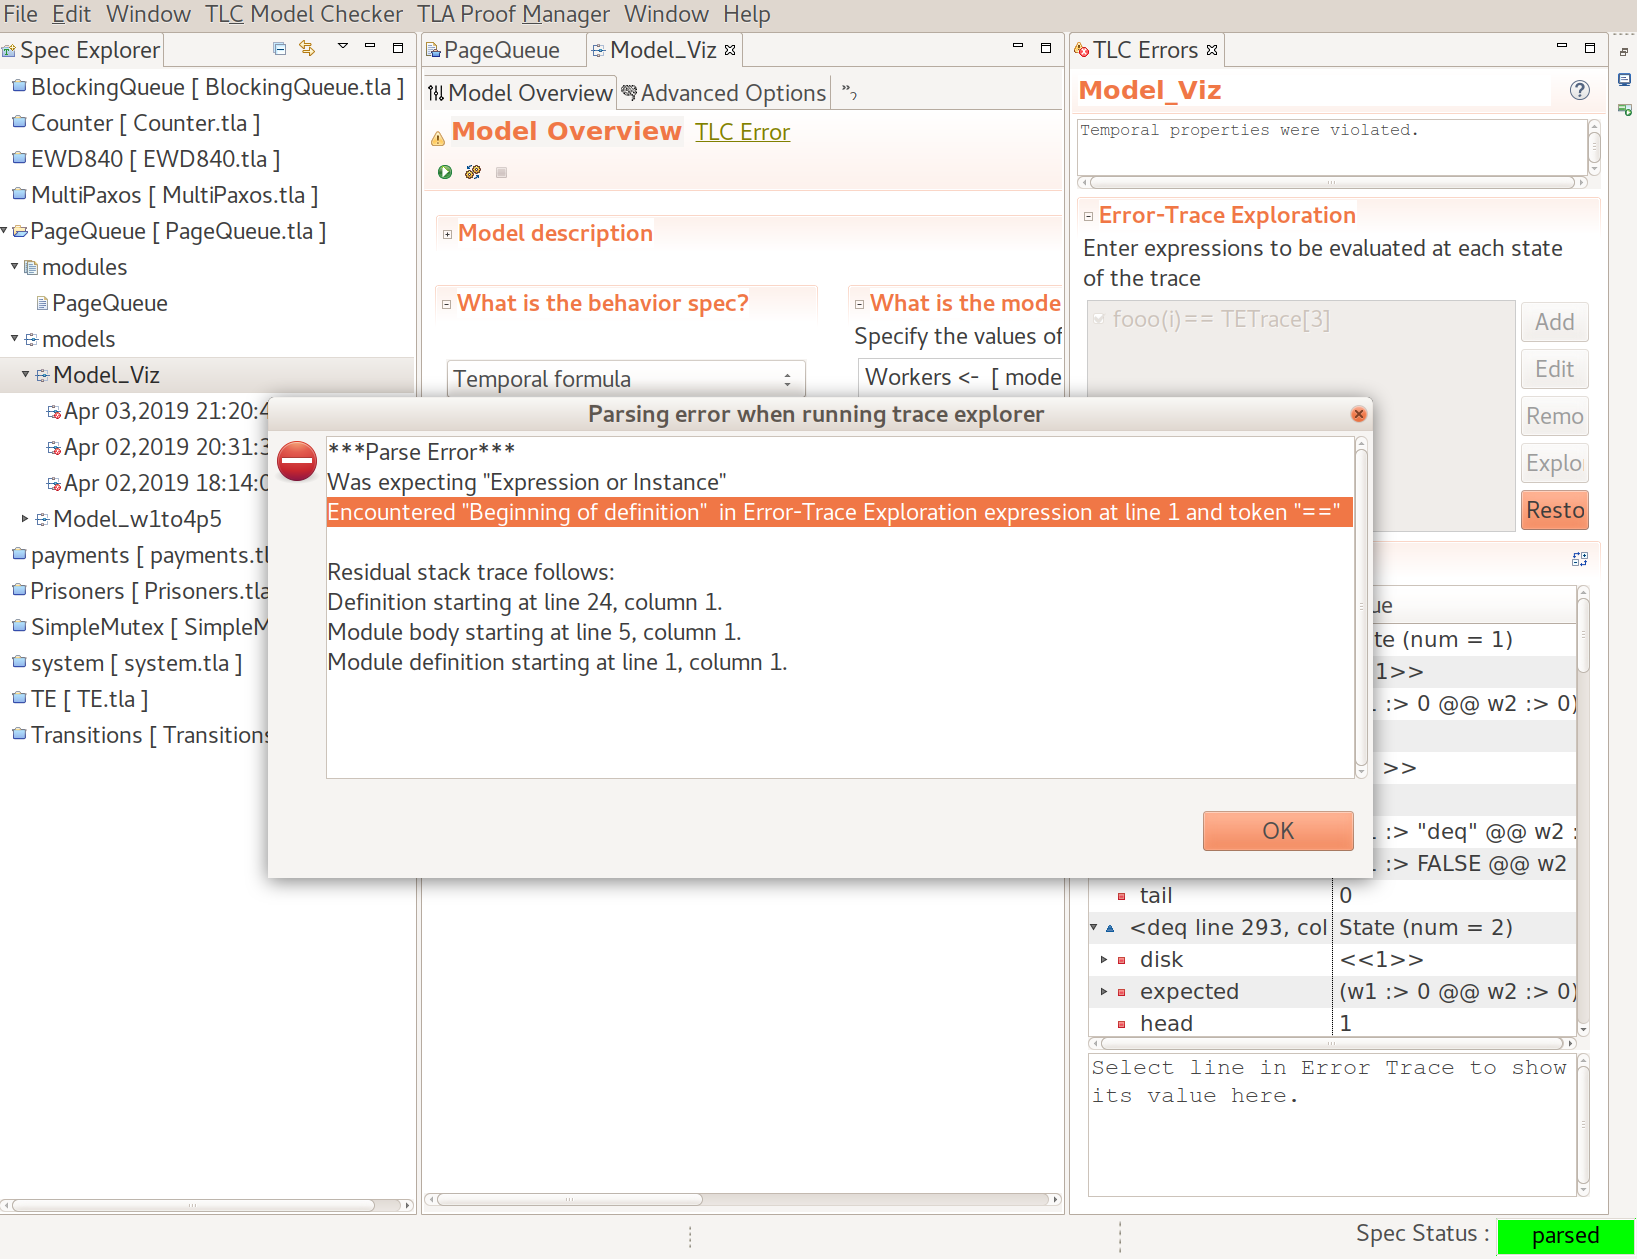 File Edit Window TLC Model Checker TLA Proof Manager Window Help
Spec Explorer
BlockingQueue [ BlockingQueue.tla ]
Counter [ Counter.tla ]
EWD840 [ EWD840.tla ]
MultiPaxos [ MultiPaxos.tla ]
PageQueue [ PageQueue.tla ]
modules
PageQueue
models
Model_Viz
Apr 03,2019 21:20:4
Apr 02,2019 20:31:3
Apr 02,2019 18:14:0
Model_w1to4p5
payments [ payments.tl
Prisoners [ Prisoners.tla
SimpleMutex [ SimpleM
system [ system.tla ]
TE [ TE.tla ]
Transitions [ Transitions
PageQueue Model_Viz
Model Overview Advanced Options
Model Overview TLC Error
Model description
What is the behavior spec?
Temporal formula
What is the mode
Specify the values of
Workers <- [ mode
TLC Errors
Model_Viz
Temporal properties were violated.
Error-Trace Exploration
Enter expressions to be evaluated at each state
of the trace
fooo(i)== TETrace[3]
Add
Edit
Remo
Explo
Resto
Parsing error when running trace explorer
***Parse Error***
Was expecting "Expression or Instance"
Encountered "Beginning of definition" in Error-Trace Exploration expression at line 1 and token "=="
Residual stack trace follows:
Definition starting at line 24, column 1.
Module body starting at line 5, column 1.
Module definition starting at line 1, column 1.
OK
ue
te (num = 1)
1>>
:> 0 @@ w2 :> 0)
>>
:> "deq" @@ w2 :
:> FALSE @@ w2
tail 0
<deq line 293, col State (num = 2)
disk <<1>>
expected (w1 :> 0 @@ w2 :> 0)
head 1
Select line in Error Trace to show
its value here.
Spec Status : parsed